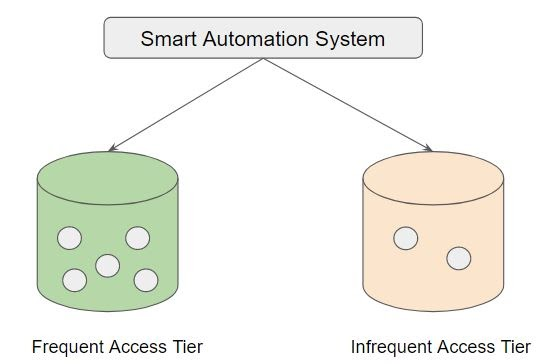 Smart Automation System
Frequent Access Tier
Infrequent Access Tier